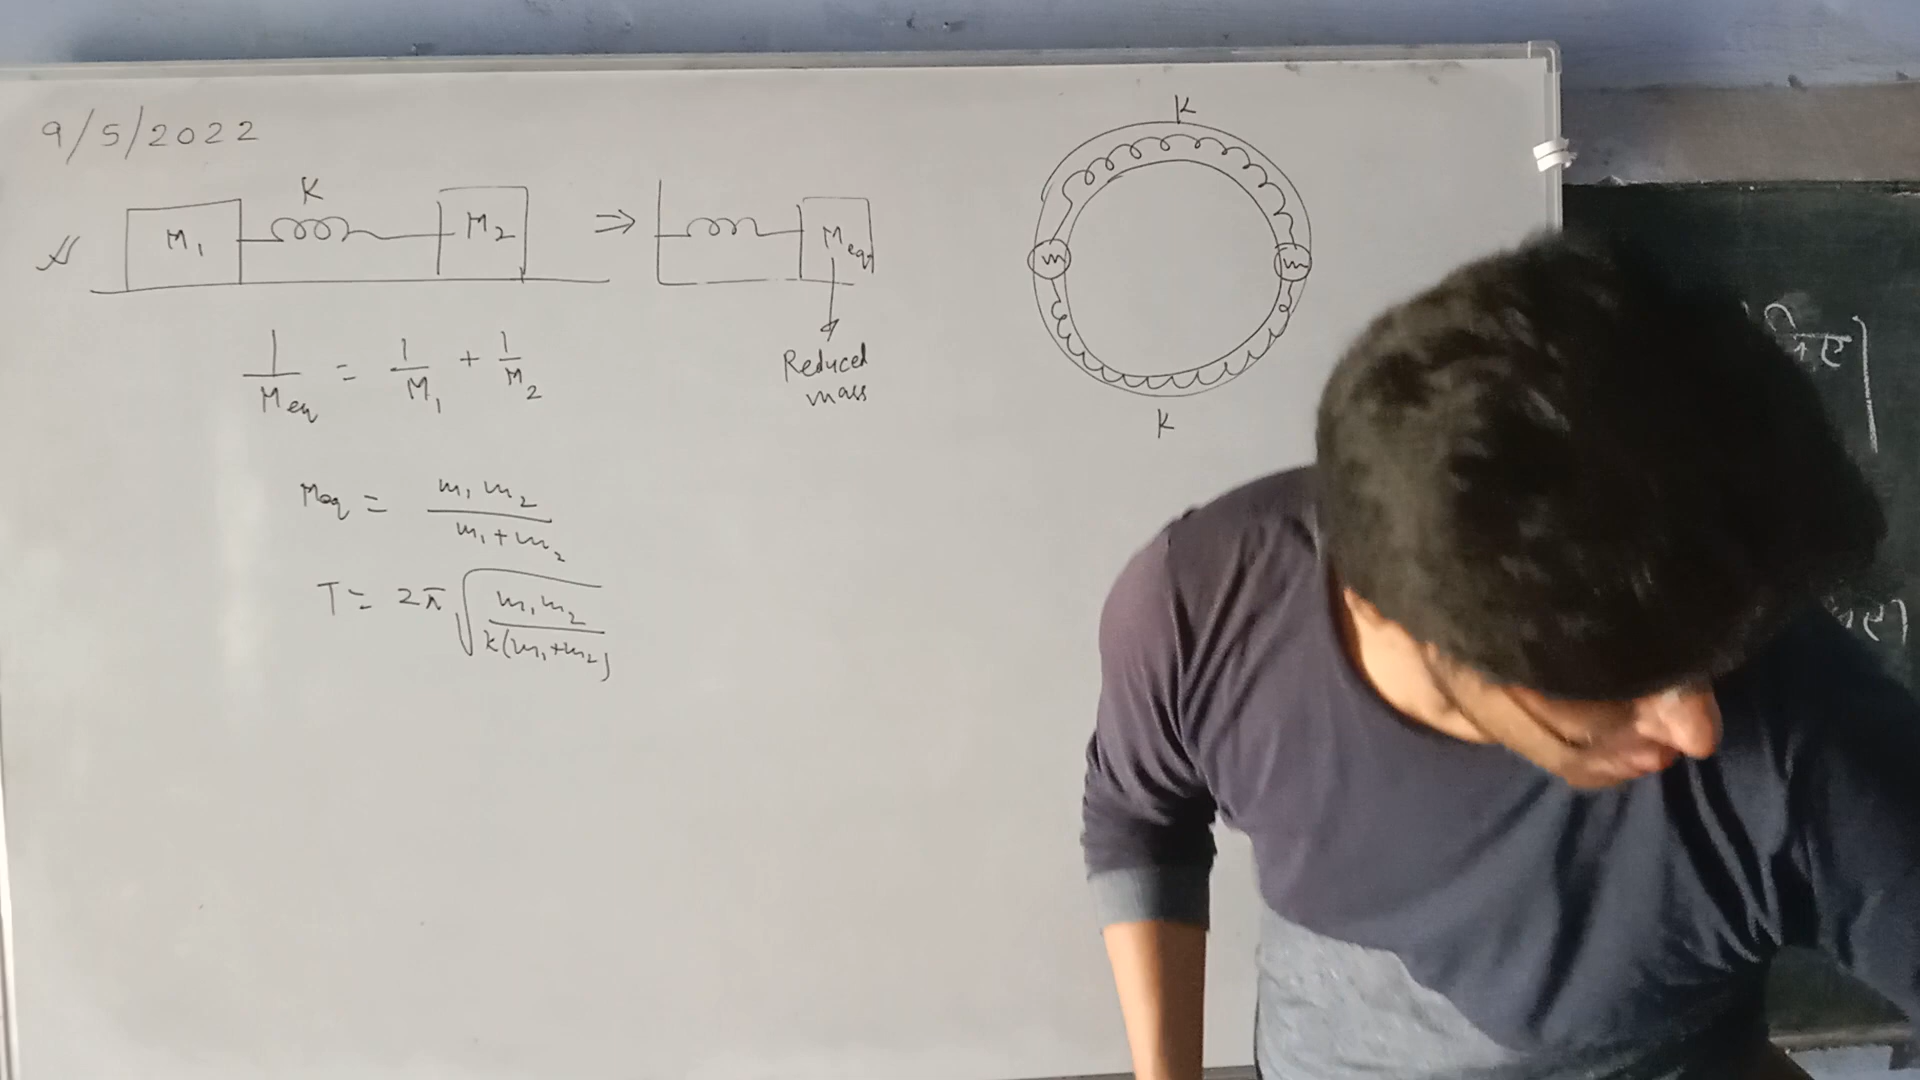 9/5/2022
K
M₁ M₂ ⇒ Meq
1/Meq = 1/M₁ + 1/M₂
Reduced
mass
Meq = m₁ m₂ / m₁ + m₂
T = 2π √(m₁ m₂ / k(m₁+m₂))
K
m m
K